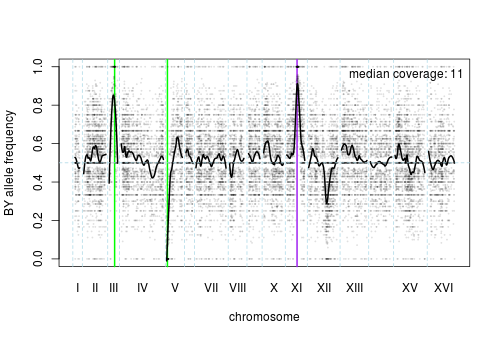 median coverage: 11
BY allele frequency
0.0 0.2 0.4 0.6 0.8 1.0
I II III IV V VII VIII X XI XII XIII XV XVI
chromosome